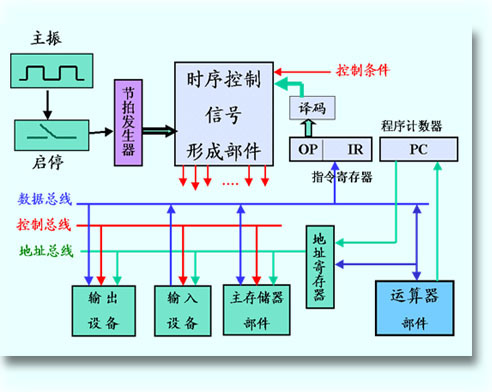 主振
启停
节拍发生器
时序控制
信号
形成部件
控制条件
译码
程序计数器
OP IR
PC
指令寄存器
数据总线
控制总线
地址总线
地址寄存器
输出
设备
输入
设备
主存储器
部件
运算器
部件